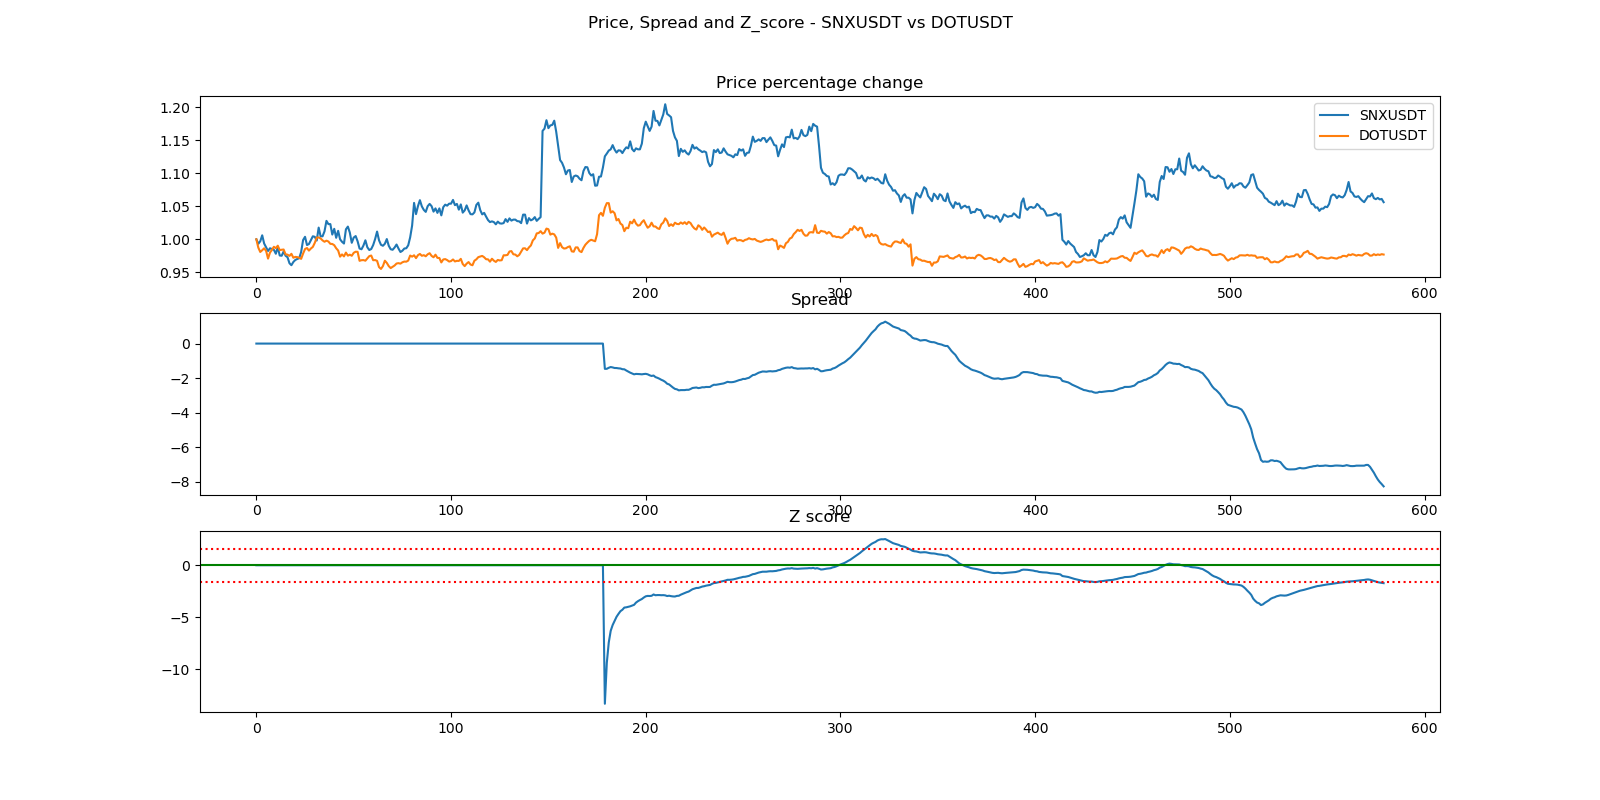 Price, Spread and Z_score - SNXUSDT vs DOTUSDT
Price percentage change
1.20
1.15
1.10
1.05
1.00
0.95
SNXUSDT
DOTUSDT
0 100 200 300 400 500 600
Spread
0
−2
−4
−6
−8
0 100 200 300 400 500 600
Z score
0
−5
−10
0 100 200 300 400 500 600